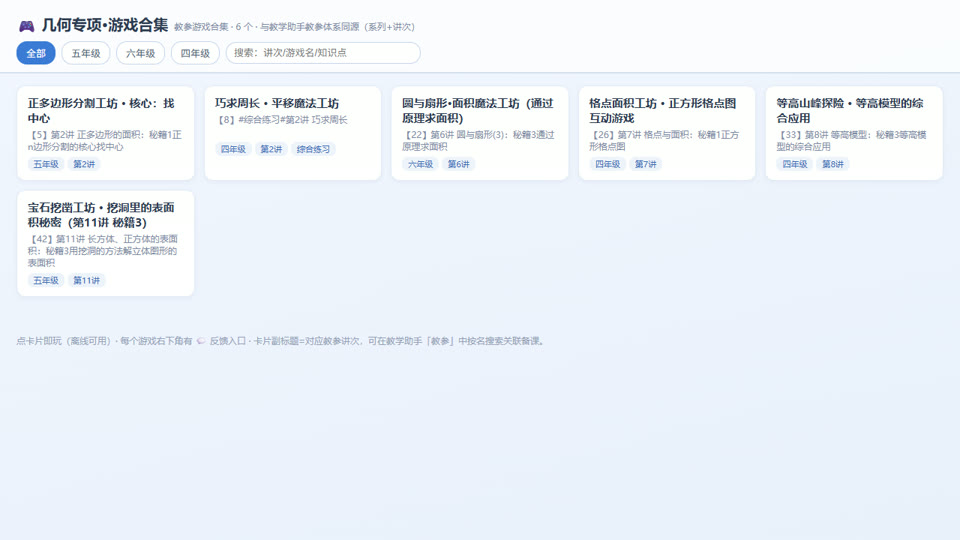 几何专项•游戏合集 教参游戏合集 · 6 个 · 与教学助手教参体系同源（系列+讲次）
全部 五年级 六年级 四年级 搜索：讲次/游戏名/知识点
正多边形分割工坊 • 核心：找
中心
【5】第2讲 正多边形的面积：秘籍1正
n边形分割的核心找中心
五年级 第2讲
巧求周长 • 平移魔法工坊
【8】#综合练习#第2讲 巧求周长
四年级 第2讲 综合练习
圆与扇形•面积魔法工坊（通过
原理求面积）
【22】第6讲 圆与扇形(3)：秘籍3通过
原理求面积
六年级 第6讲
格点面积工坊 • 正方形格点图
互动游戏
【26】第7讲 格点与面积：秘籍1正方
形格点图
四年级 第7讲
等高山峰探险 • 等高模型的综
合应用
【33】第8讲 等高模型：秘籍3等高模
型的综合应用
四年级 第8讲
宝石挖凿工坊 • 挖洞里的表面
积秘密（第11讲 秘籍3）
【42】第11讲 长方体、正方体的表面
积：秘籍3用挖洞的方法解立体图形的
表面积
五年级 第11讲
点卡片即玩（离线可用）· 每个游戏右下角有 反馈入口 · 卡片副标题=对应教参讲次，可在教学助手「教参」中按名搜索关联备课。